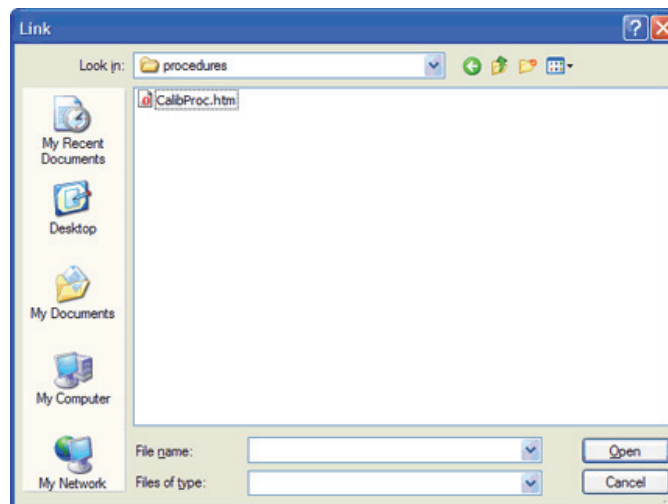 Link
Look in: procedures
CalibProc.htm
My Recent
Documents
Desktop
My Documents
My Computer
My Network
File name:
Open
Files of type:
Cancel